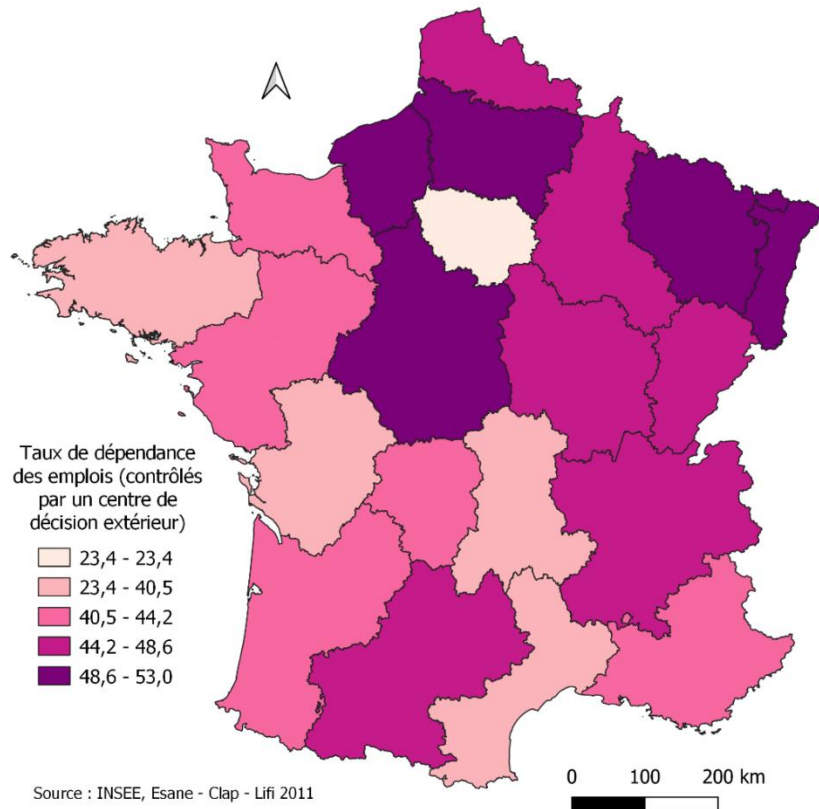 Taux de dépendance
des emplois (contrôlés
par un centre de
décision extérieur)
23,4 - 23,4
23,4 - 40,5
40,5 - 44,2
44,2 - 48,6
48,6 - 53,0
Source : INSEE, Esane - Clap - Lifi 2011
0 100 200 km